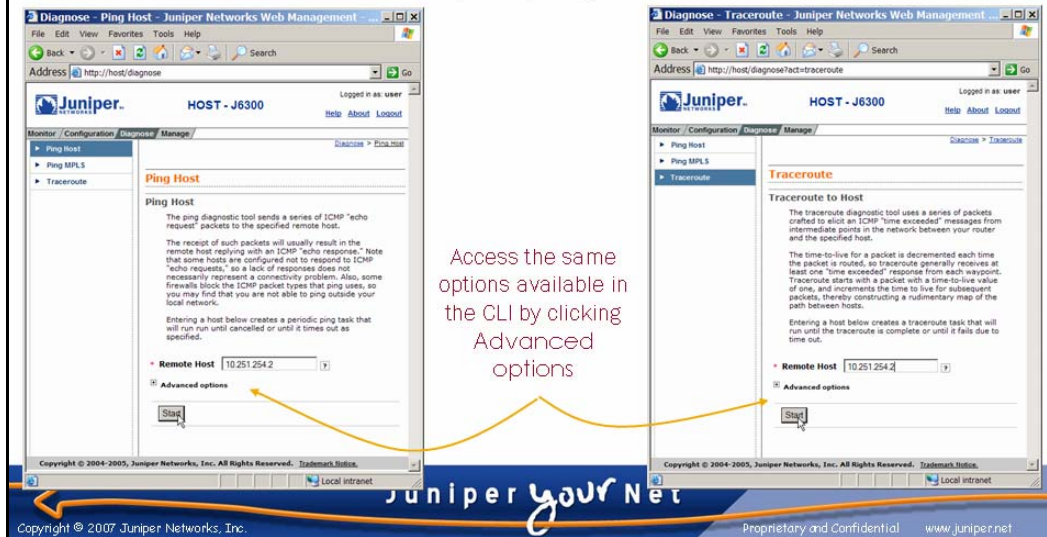 Diagnose - Ping Host - Juniper Networks Web Management - ...
File Edit View Favorites Tools Help
Back Search
Address http://host/diagnose Go
Juniper NETWORKS
HOST - J6300
Logged in as: user
Help About Logout
Monitor Configuration Diagnose Manage
Ping Host
Ping MPLS
Traceroute
Diagnose > Ping Host
Ping Host
Ping Host
The ping diagnostic tool sends a series of ICMP "echo
request" packets to the specified remote host.
The receipt of such packets will usually result in the
remote host replying with an ICMP "echo response." Note
that some hosts are configured not to respond to ICMP
"echo requests," so a lack of responses does not
necessarily represent a connectivity problem. Also, some
firewalls block the ICMP packet types that ping uses, so
you may find that you are not able to ping outside your
local network.
Entering a host below creates a periodic ping task that
will run run until cancelled or until it times out as
specified.
* Remote Host 10.251.254.2 ?
Advanced options
Start
Copyright © 2004-2005, Juniper Networks, Inc. All Rights Reserved. Trademark Notice.
Local intranet
Access the same
options available in
the CLI by clicking
Advanced
options
Diagnose - Traceroute - Juniper Networks Web Management ...
File Edit View Favorites Tools Help
Back Search
Address http://host/diagnose?act=traceroute Go
Juniper NETWORKS
HOST - J6300
Logged in as: user
Help About Logout
Monitor Configuration Diagnose Manage
Ping Host
Ping MPLS
Traceroute
Diagnose > Traceroute
Traceroute
Traceroute to Host
The traceroute diagnostic tool uses a series of packets
crafted to elicit an ICMP "time exceeded" messages from
intermediate points in the network between your router
and the specified host.
The time-to-live for a packet is decremented each time
the packet is routed, so traceroute generally receives at
least one "time exceeded" response from each waypoint.
Traceroute starts with a packet with a time-to-live value
of one, and increments the time to live for subsequent
packets, thereby constructing a rudimentary map of the
path between hosts.
Entering a host below creates a traceroute task that will
run until the traceroute is complete or until it fails due to
time out.
* Remote Host 10.251.254.2 ?
Advanced options
Start
Copyright © 2004-2005, Juniper Networks, Inc. All Rights Reserved. Trademark Notice.
Local intranet
Juniper your Net
Copyright © 2007 Juniper Networks, Inc.
Proprietary and Confidential www.juniper.net